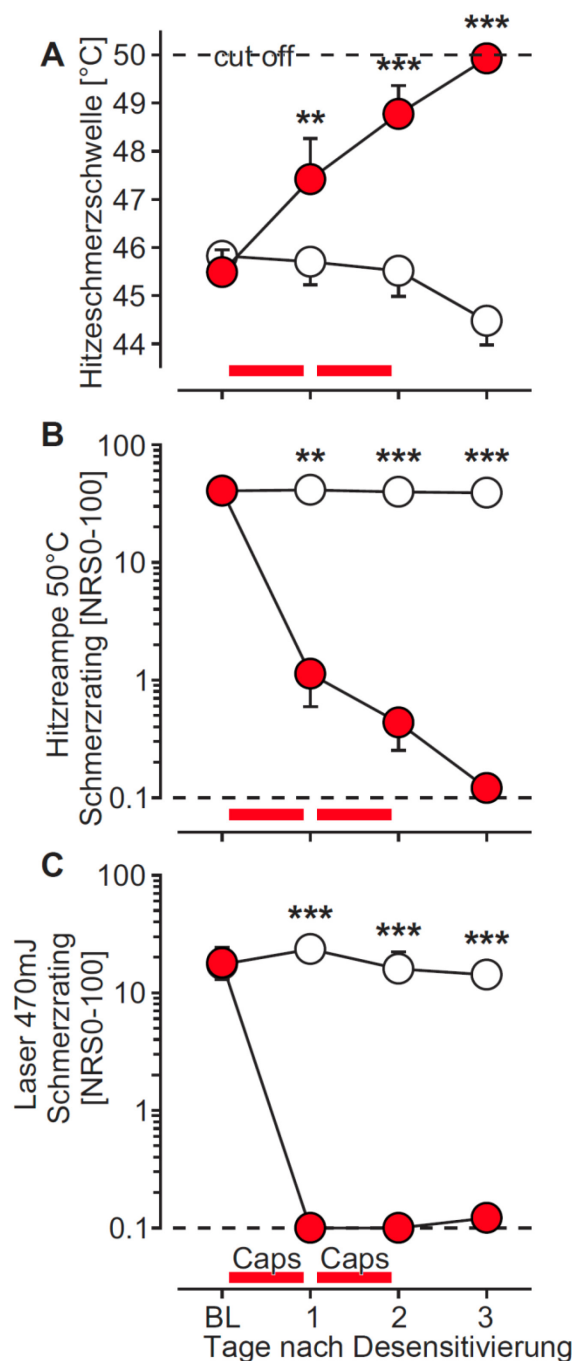 A
Hitzeschmerzschwelle [°C]
50
49
48
47
46
45
44
cut off
**
***
***
B
Hitzreampe 50°C
Schmerzrating [NRS0-100]
100
10
1
0.1
**
***
***
C
Laser 470mJ
Schmerzrating
[NRS0-100]
100
10
1
0.1
***
***
***
Caps Caps
BL 1 2 3
Tage nach Desensitivierung